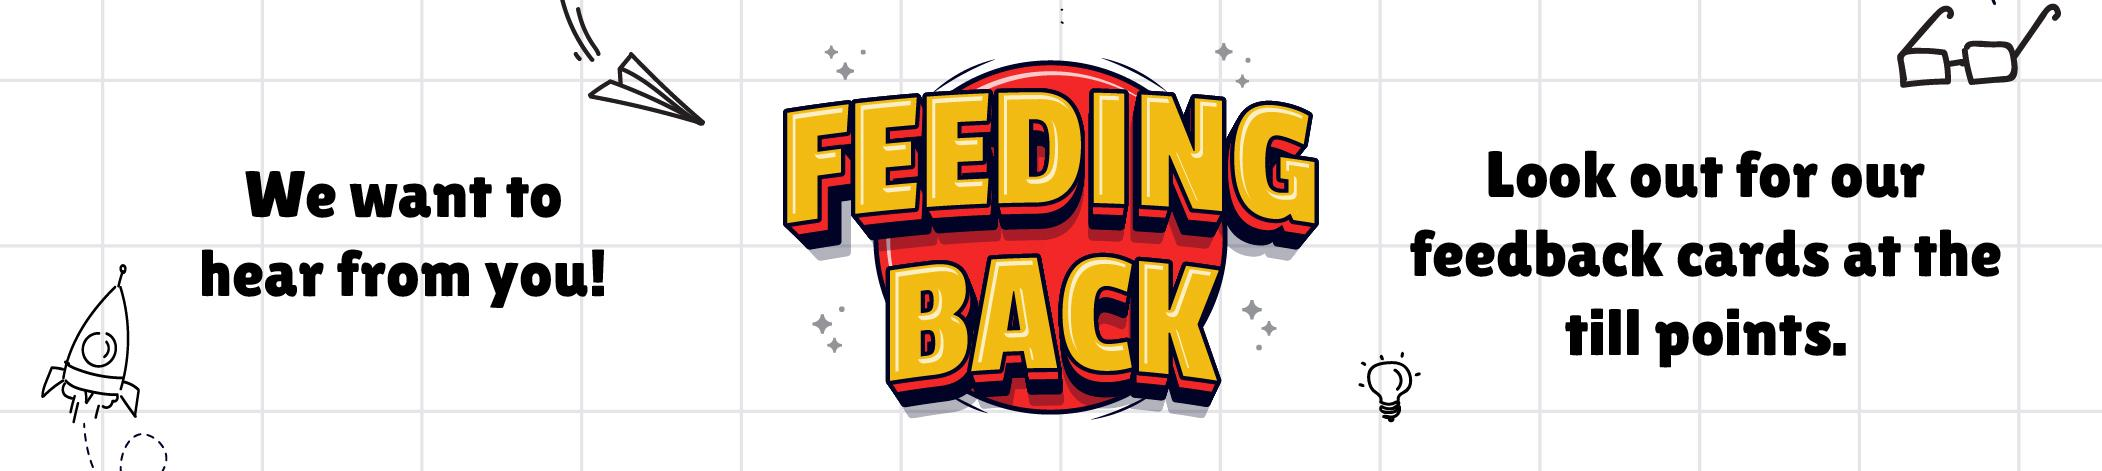 We want to
hear from you!
FEEDING
BACK
Look out for our
feedback cards at the
till points.